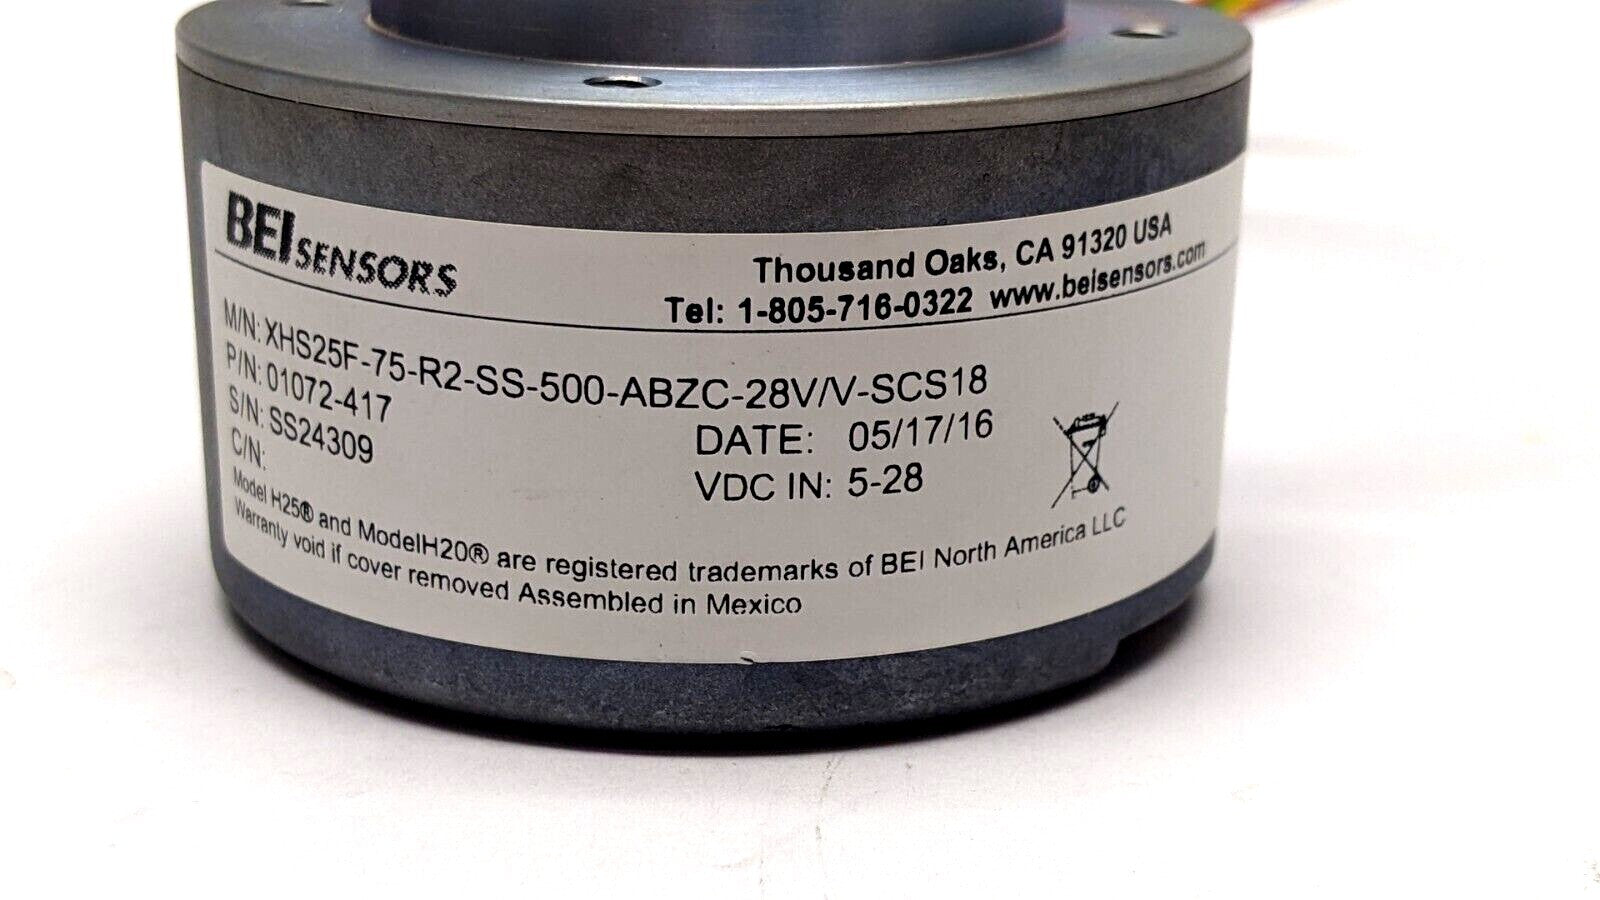 BEI SENSORS
Thousand Oaks, CA 91320 USA
Tel: 1-805-716-0322 www.beisensors.com
M/N: XHS25F-75-R2-SS-500-ABZC-28V/V-SCS18
P/N: 01072-417
DATE: 05/17/16
S/N: SS24309
VDC IN: 5-28
C/N:
Model H25® and ModelH20® are registered trademarks of BEI North America LLC
Warranty void if cover removed Assembled in Mexico